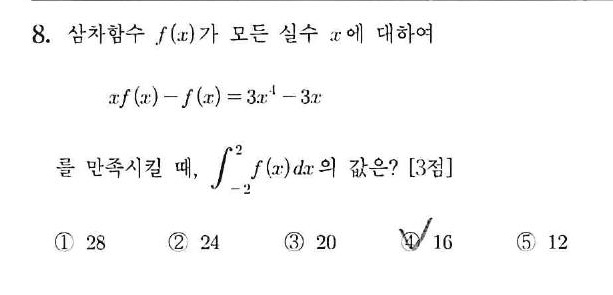 8. 삼차함수 f(x)가 모든 실수 x에 대하여
xf(x)-f(x)=3x⁴-3x
를 만족시킬 때, ∫₋₂² f(x)dx의 값은? [3점]
① 28 ② 24 ③ 20 ④ 16 ⑤ 12